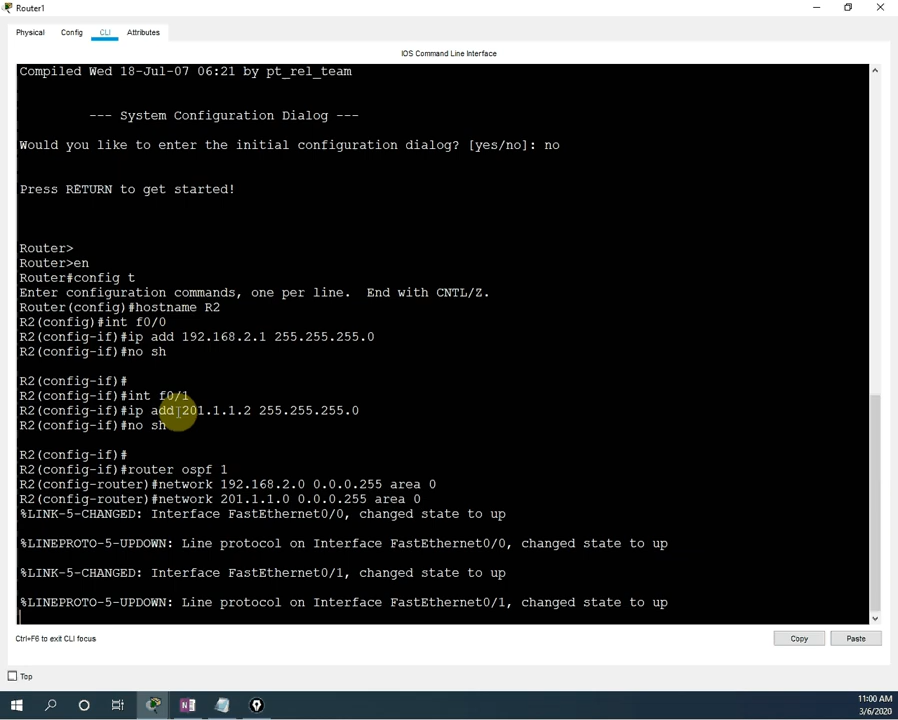 Router1
Physical Config CLI Attributes
IOS Command Line Interface
Compiled Wed 18-Jul-07 06:21 by pt_rel_team
--- System Configuration Dialog ---
Would you like to enter the initial configuration dialog? [yes/no]: no
Press RETURN to get started!
Router>
Router>en
Router#config t
Enter configuration commands, one per line.  End with CNTL/Z.
Router(config)#hostname R2
R2(config)#int f0/0
R2(config-if)#ip add 192.168.2.1 255.255.255.0
R2(config-if)#no sh
R2(config-if)#
R2(config-if)#int f0/1
R2(config-if)#ip add 201.1.1.2 255.255.255.0
R2(config-if)#no sh
R2(config-if)#
R2(config-if)#router ospf 1
R2(config-router)#network 192.168.2.0 0.0.0.255 area 0
R2(config-router)#network 201.1.1.0 0.0.0.255 area 0
%LINK-5-CHANGED: Interface FastEthernet0/0, changed state to up
%LINEPROTO-5-UPDOWN: Line protocol on Interface FastEthernet0/0, changed state to up
%LINK-5-CHANGED: Interface FastEthernet0/1, changed state to up
%LINEPROTO-5-UPDOWN: Line protocol on Interface FastEthernet0/1, changed state to up
Ctrl+F6 to exit CLI focus
Copy Paste
Top
11:00 AM
3/6/2020